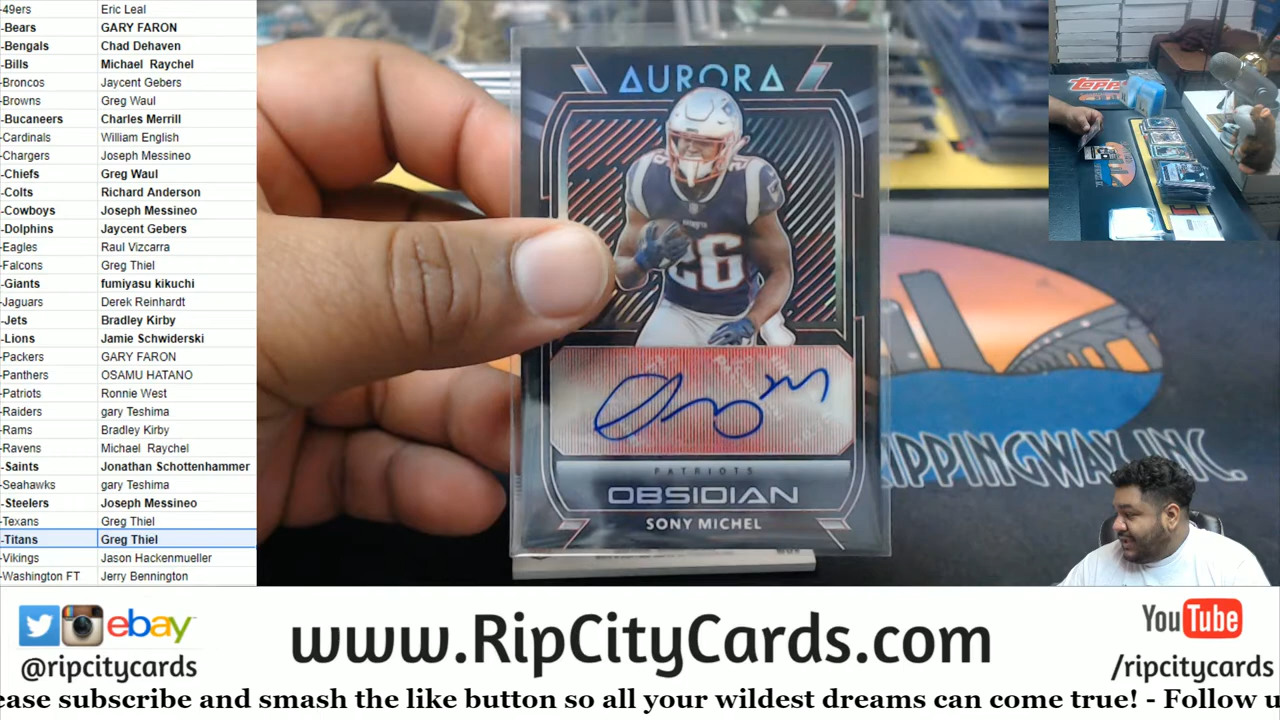 -49ers Eric Leal
-Bears GARY FARON
-Bengals Chad Dehaven
-Bills Michael Raychel
-Broncos Jaycent Gebers
-Browns Greg Waul
-Bucaneers Charles Merrill
-Cardinals William English
-Chargers Joseph Messineo
-Chiefs Greg Waul
-Colts Richard Anderson
-Cowboys Joseph Messineo
-Dolphins Jaycent Gebers
-Eagles Raul Vizcarra
-Falcons Greg Thiel
-Giants fumiyasu kikuchi
-Jaguars Derek Reinhardt
-Jets Bradley Kirby
-Lions Jamie Schwiderski
-Packers GARY FARON
-Panthers OSAMU HATANO
-Patriots Ronnie West
-Raiders gary Teshima
-Rams Bradley Kirby
-Ravens Michael Raychel
-Saints Jonathan Schottenhammer
-Seahawks gary Teshima
-Steelers Joseph Messineo
-Texans Greg Thiel
-Titans Greg Thiel
-Vikings Jason Hackenmueller
-Washington FT Jerry Bennington
AURORA
26
26
PATRIOTS
OBSIDIAN
SONY MICHEL
TOPPS
RIPPINGWAX, INC.
ebay
@ripcitycards
www.RipCityCards.com
YouTube
/ripcitycards
ease subscribe and smash the like button so all your wildest dreams can come true! - Follow u